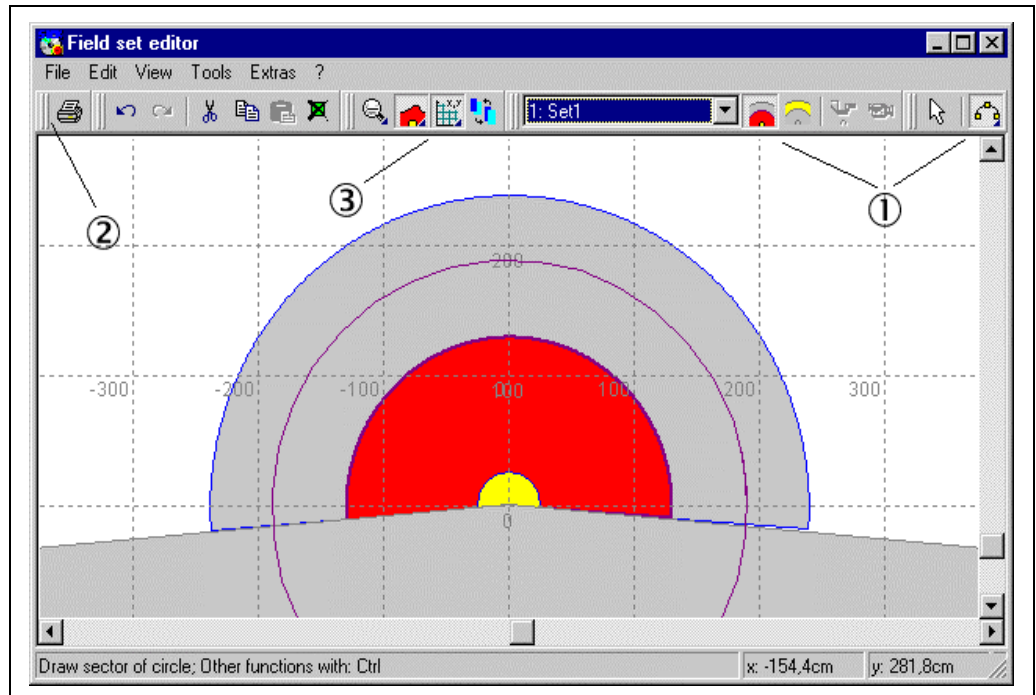 Field set editor
File Edit View Tools Extras ?
1: Set1
③
①
②
200
-300 -200 -100 100 200 300
0
Draw sector of circle; Other functions with: Ctrl x: -154,4cm y: 281,8cm